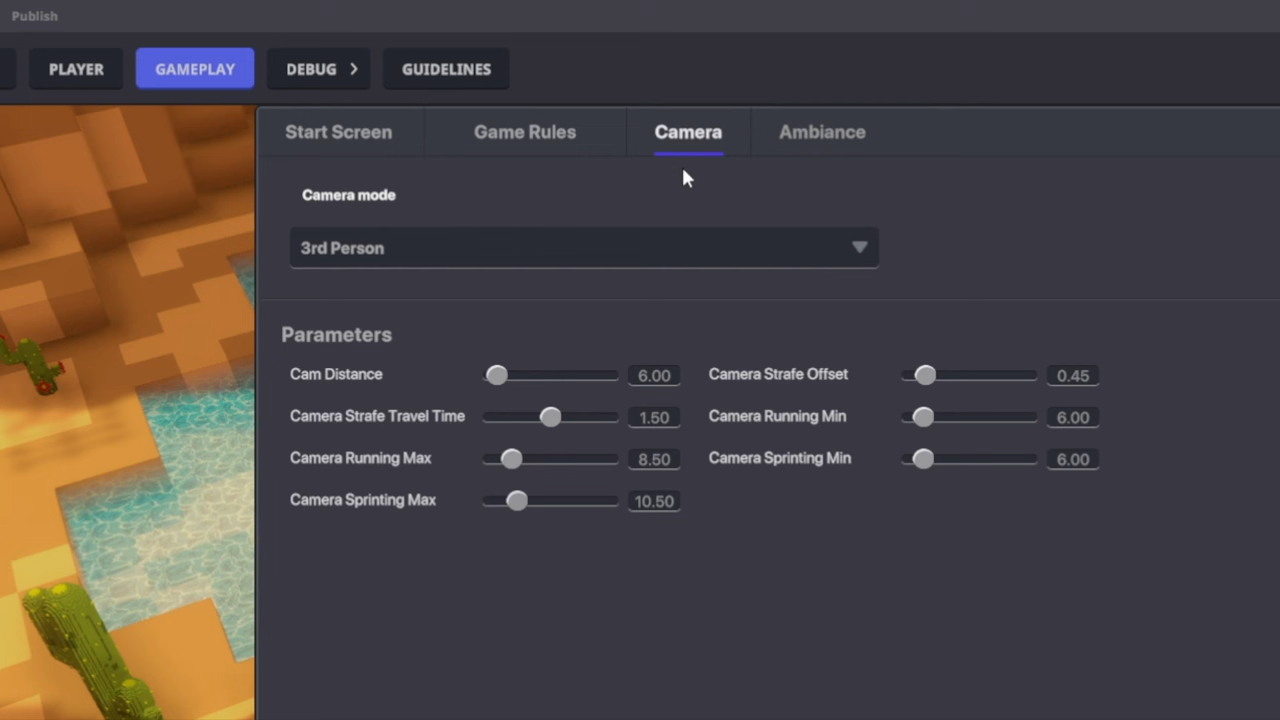 Publish
PLAYER
GAMEPLAY
DEBUG
GUIDELINES
Start Screen
Game Rules
Camera
Ambiance
Camera mode
3rd Person
Parameters
Cam Distance 6.00
Camera Strafe Offset 0.45
Camera Strafe Travel Time 1.50
Camera Running Min 6.00
Camera Running Max 8.50
Camera Sprinting Min 6.00
Camera Sprinting Max 10.50